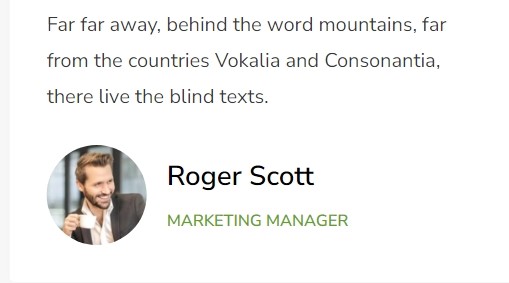 Far far away, behind the word mountains, far
from the countries Vokalia and Consonantia,
there live the blind texts.
Roger Scott
MARKETING MANAGER